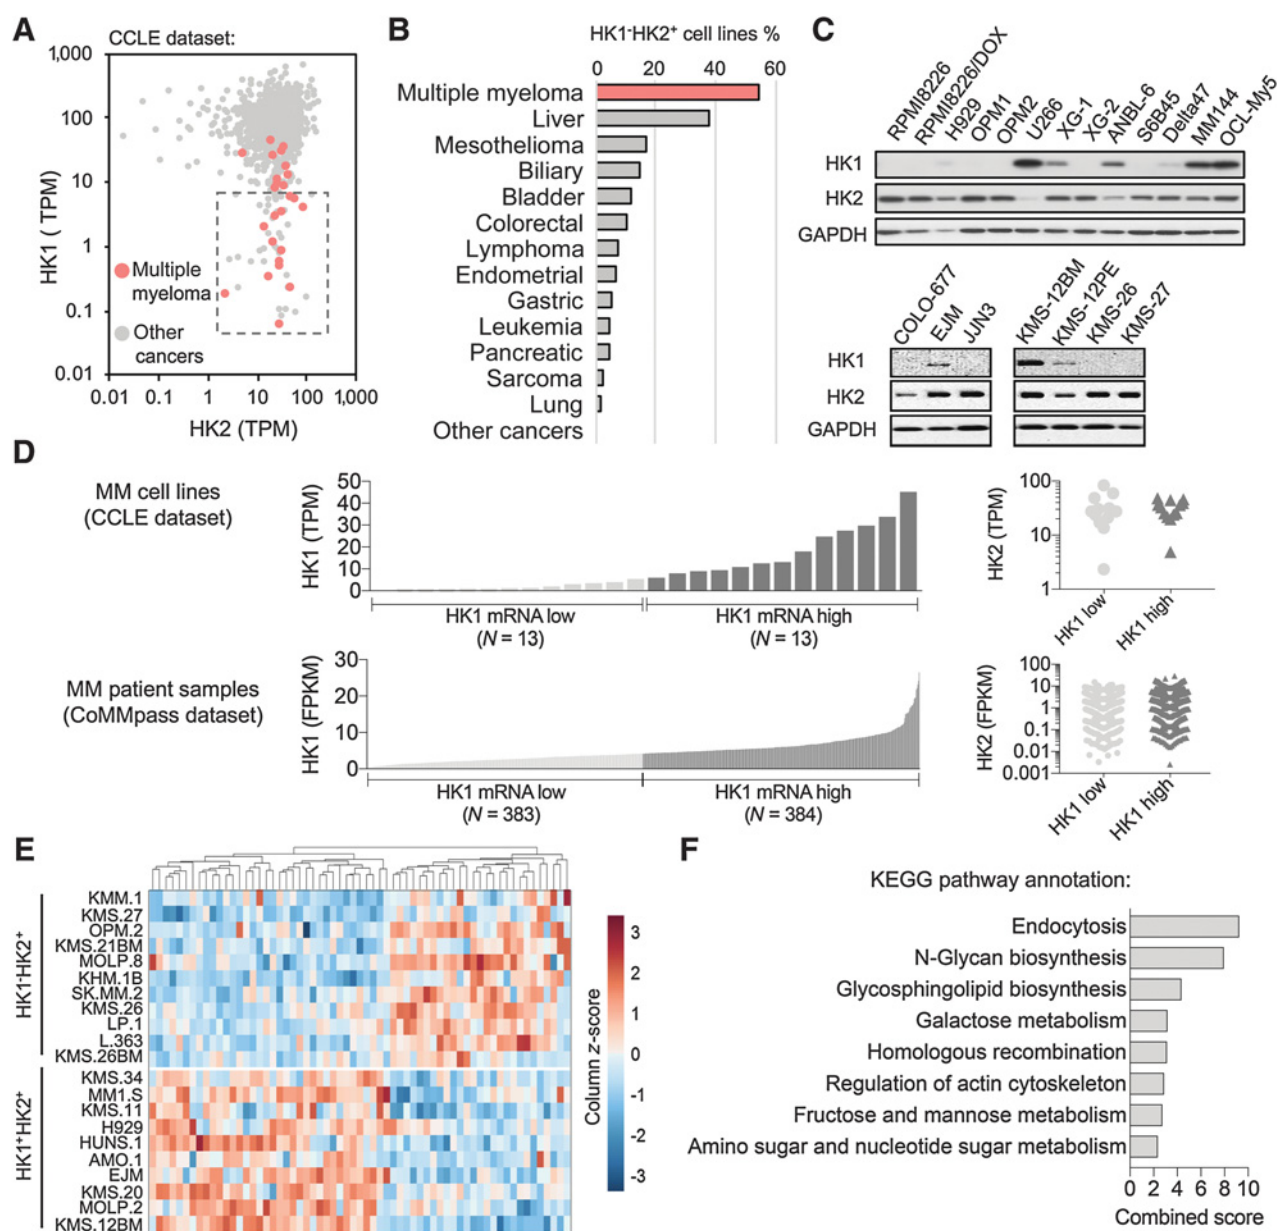 A
CCLE dataset:
1,000
100
10
1
0.1
0.01
HK1 ( TPM)
Multiple
myeloma
Other
cancers
0.01 0.1 1 10 100 1,000
HK2 (TPM)
B
HK1-HK2+ cell lines %
0 20 40 60
Multiple myeloma
Liver
Mesothelioma
Biliary
Bladder
Colorectal
Lymphoma
Endometrial
Gastric
Leukemia
Pancreatic
Sarcoma
Lung
Other cancers
C
RPMI8226
RPMI8226/DOX
H929
OPM1
OPM2
U266
XG-1
XG-2
ANBL-6
S6B45
Delta47
MM144
OCL-My5
HK1
HK2
GAPDH
COLO-677
EJM
JJN3
KMS-12BM
KMS-12PE
KMS-26
KMS-27
HK1
HK2
GAPDH
D
MM cell lines
(CCLE dataset)
HK1 (TPM)
50
40
30
20
10
0
HK1 mRNA low
(N = 13)
HK1 mRNA high
(N = 13)
HK2 (TPM)
100
10
1
HK1 low
HK1 high
MM patient samples
(CoMMpass dataset)
HK1 (FPKM)
30
20
10
0
HK1 mRNA low
(N = 383)
HK1 mRNA high
(N = 384)
HK2 (FPKM)
100
10
1
0.1
0.01
0.001
HK1 low
HK1 high
E
HK1-HK2+
KMM.1
KMS.27
OPM.2
KMS.21BM
MOLP.8
KHM.1B
SK.MM.2
KMS.26
LP.1
L.363
KMS.26BM
HK1+HK2+
KMS.34
MM1.S
KMS.11
H929
HUNS.1
AMO.1
EJM
KMS.20
MOLP.2
KMS.12BM
Column z-score
3
2
1
0
-1
-2
-3
F
KEGG pathway annotation:
Endocytosis
N-Glycan biosynthesis
Glycosphingolipid biosynthesis
Galactose metabolism
Homologous recombination
Regulation of actin cytoskeleton
Fructose and mannose metabolism
Amino sugar and nucleotide sugar metabolism
0 2 4 6 8 10
Combined score